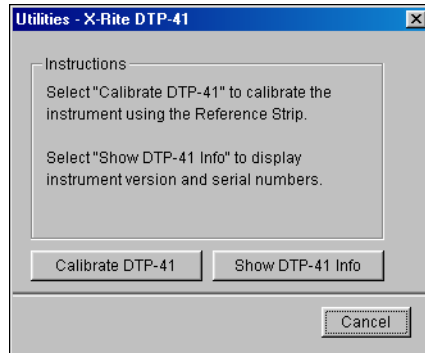 Utilities - X-Rite DTP-41
Instructions
Select "Calibrate DTP-41" to calibrate the
instrument using the Reference Strip.
Select "Show DTP-41 Info" to display
instrument version and serial numbers.
Calibrate DTP-41
Show DTP-41 Info
Cancel